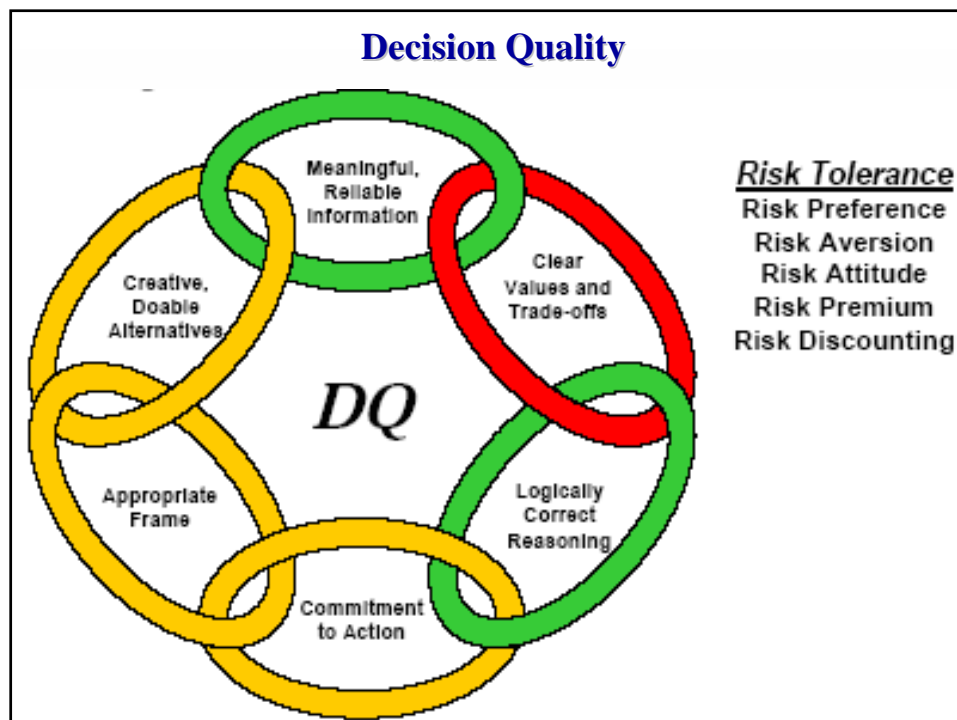 Decision Quality
Meaningful,
Reliable
Information
Clear
Values and
Trade-offs
Creative,
Doable
Alternatives
DQ
Appropriate
Frame
Logically
Correct
Reasoning
Commitment
to Action
Risk Tolerance
Risk Preference
Risk Aversion
Risk Attitude
Risk Premium
Risk Discounting